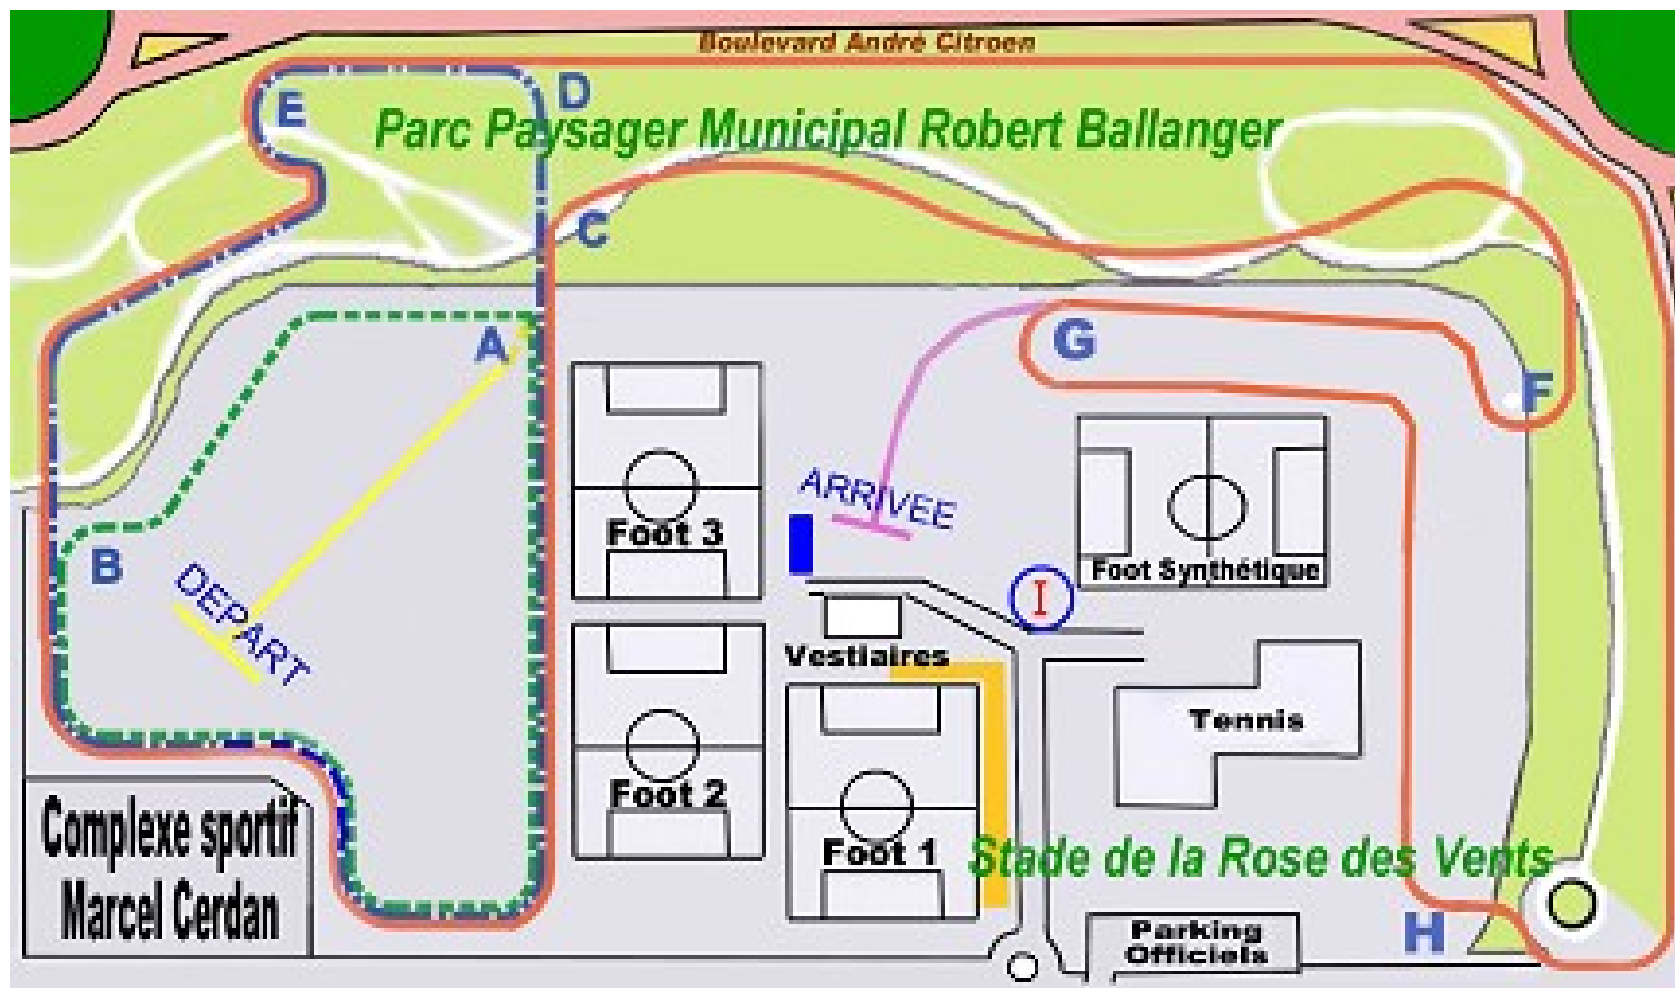 Boulevard André Citroen
D
E
Parc Paysager Municipal Robert Ballanger
C
A
G
F
ARRIVEE
Foot 3
B
DEPART
I
Foot Synthétique
Vestiaires
Tennis
Foot 2
Complexe sportif
Marcel Cerdan
Foot 1
Stade de la Rose des Vents
H
Parking
Officiels